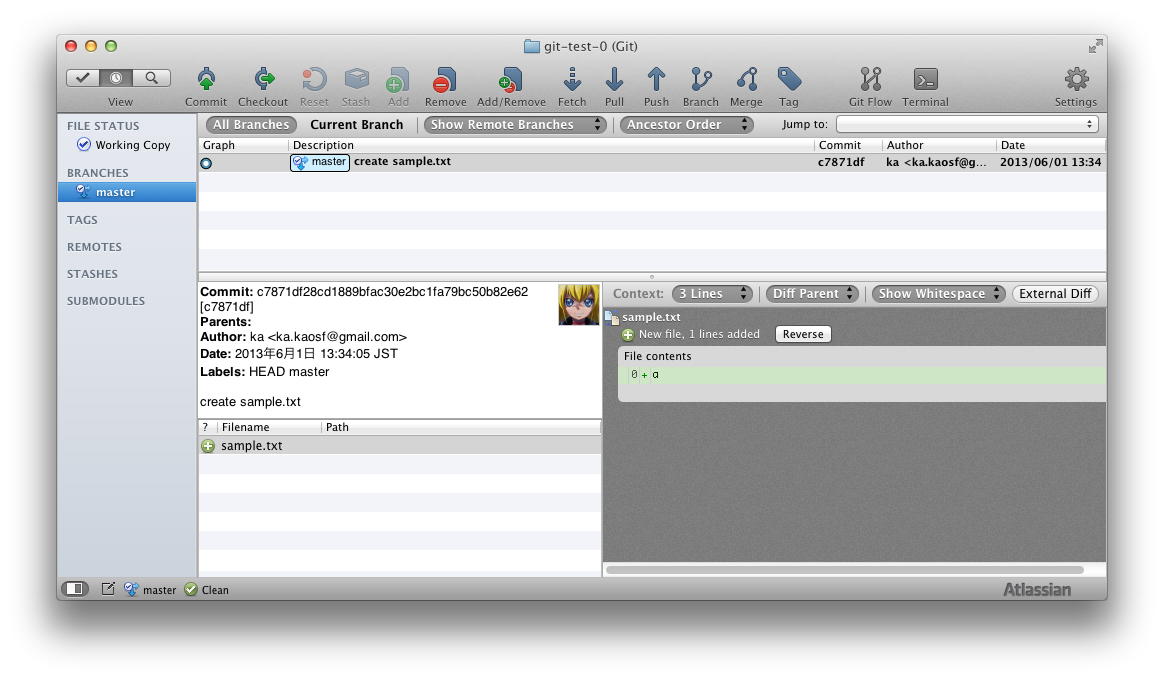 git-test-0 (Git)
View Commit Checkout Reset Stash Add Remove Add/Remove Fetch Pull Push Branch Merge Tag Git Flow Terminal Settings
FILE STATUS
Working Copy
BRANCHES
master
TAGS
REMOTES
STASHES
SUBMODULES
All Branches Current Branch Show Remote Branches Ancestor Order Jump to:
Graph Description Commit Author Date
master create sample.txt c7871df ka <ka.kaosf@g... 2013/06/01 13:34
Commit: c7871df28cd1889bfac30e2bc1fa79bc50b82e62
[c7871df]
Parents:
Author: ka <ka.kaosf@gmail.com>
Date: 2013年6月1日 13:34:05 JST
Labels: HEAD master
create sample.txt
? Filename Path
sample.txt
Context: 3 Lines Diff Parent Show Whitespace External Diff
sample.txt
New file, 1 lines added Reverse
File contents
0 + a
master Clean
Atlassian